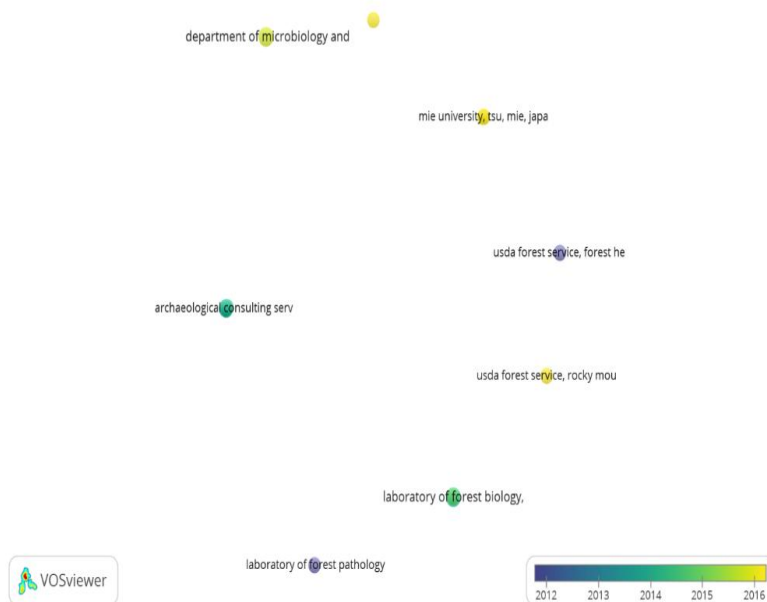 department of microbiology and
mie university, tsu, mie, japa
usda forest service, forest he
archaeological consulting serv
usda forest service, rocky mou
laboratory of forest biology,
laboratory of forest pathology
VOSviewer
2012 2013 2014 2015 2016